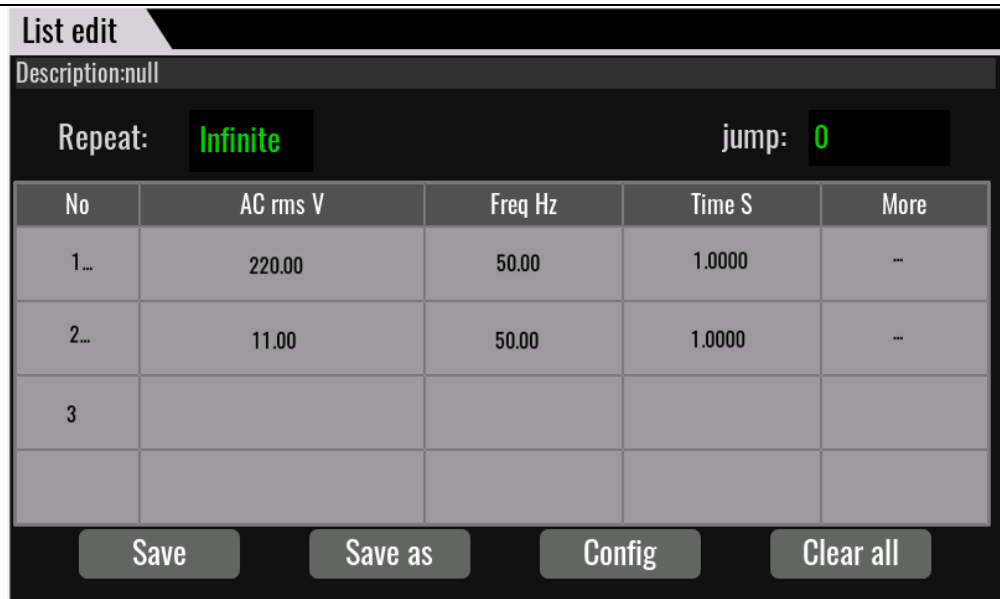 List edit
Description:null
Repeat: Infinite jump: 0
No AC rms V Freq Hz Time S More
1... 220.00 50.00 1.0000 ...
2... 11.00 50.00 1.0000 ...
3
Save Save as Config Clear all